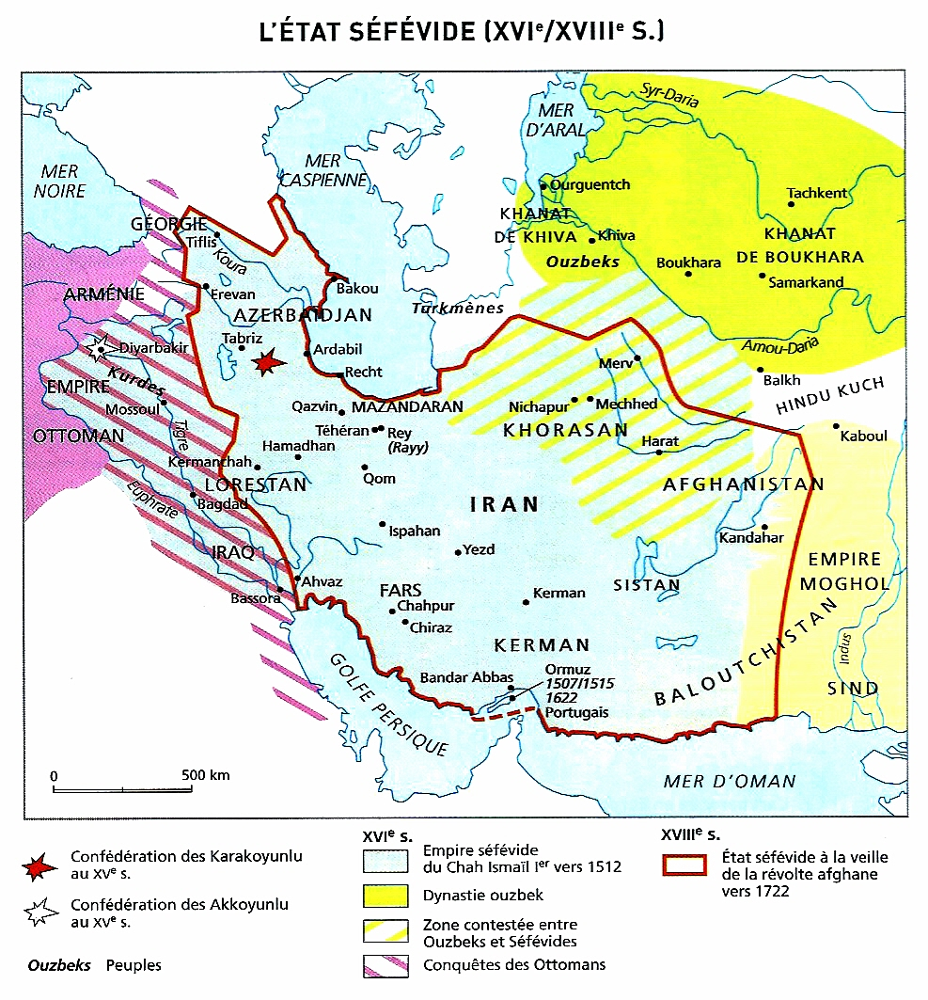 L'ÉTAT SÉFÉVIDE (XVIe/XVIIIe S.)
Syr-Daria
MER
D'ARAL
MER
NOIRE
MER
CASPIENNE
Ourguentch
Tachkent
KHANAT
DE KHIVA
Khiva
Ouzbeks
KHANAT
DE BOUKHARA
Boukhara
Samarkand
GÉORGIE
Tiflis
Koura
Bakou
Erevan
ARMÉNIE
AZERBAÏDJAN
Turkmènes
Tabriz
Ardabil
Diyarbakir
Amou-Daria
Merv
Balkh
HINDU KUCH
Recht
Kurdes
EMPIRE
OTTOMAN
Mossoul
Tigre
Qazvin
MAZANDARAN
Nichapur
Mechhed
KHORASAN
Téhéran
Rey
(Rayy)
Kaboul
Hamadhan
Harat
Kermanchah
Qom
LORESTAN
AFGHANISTAN
Euphrate
Bagdad
IRAN
Ispahan
Kandahar
Yezd
IRAQ
EMPIRE
MOGHOL
Ahvaz
FARS
SISTAN
Bassora
Kerman
Chahpur
Chiraz
KERMAN
BALOUTCHISTAN
Indus
SIND
GOLFE PERSIQUE
Bandar Abbas
Ormuz
1507/1515
1622
Portugais
MER D'OMAN
0
500 km
Confédération des Karakoyunlu
au XVe s.
Confédération des Akkoyunlu
au XVe s.
Ouzbeks Peuples
XVIe s.
Empire séfévide
du Chah Ismaïl Ier vers 1512
Dynastie ouzbek
Zone contestée entre
Ouzbeks et Séfévides
Conquêtes des Ottomans
XVIIIe s.
État séfévide à la veille
de la révolte afghane
vers 1722